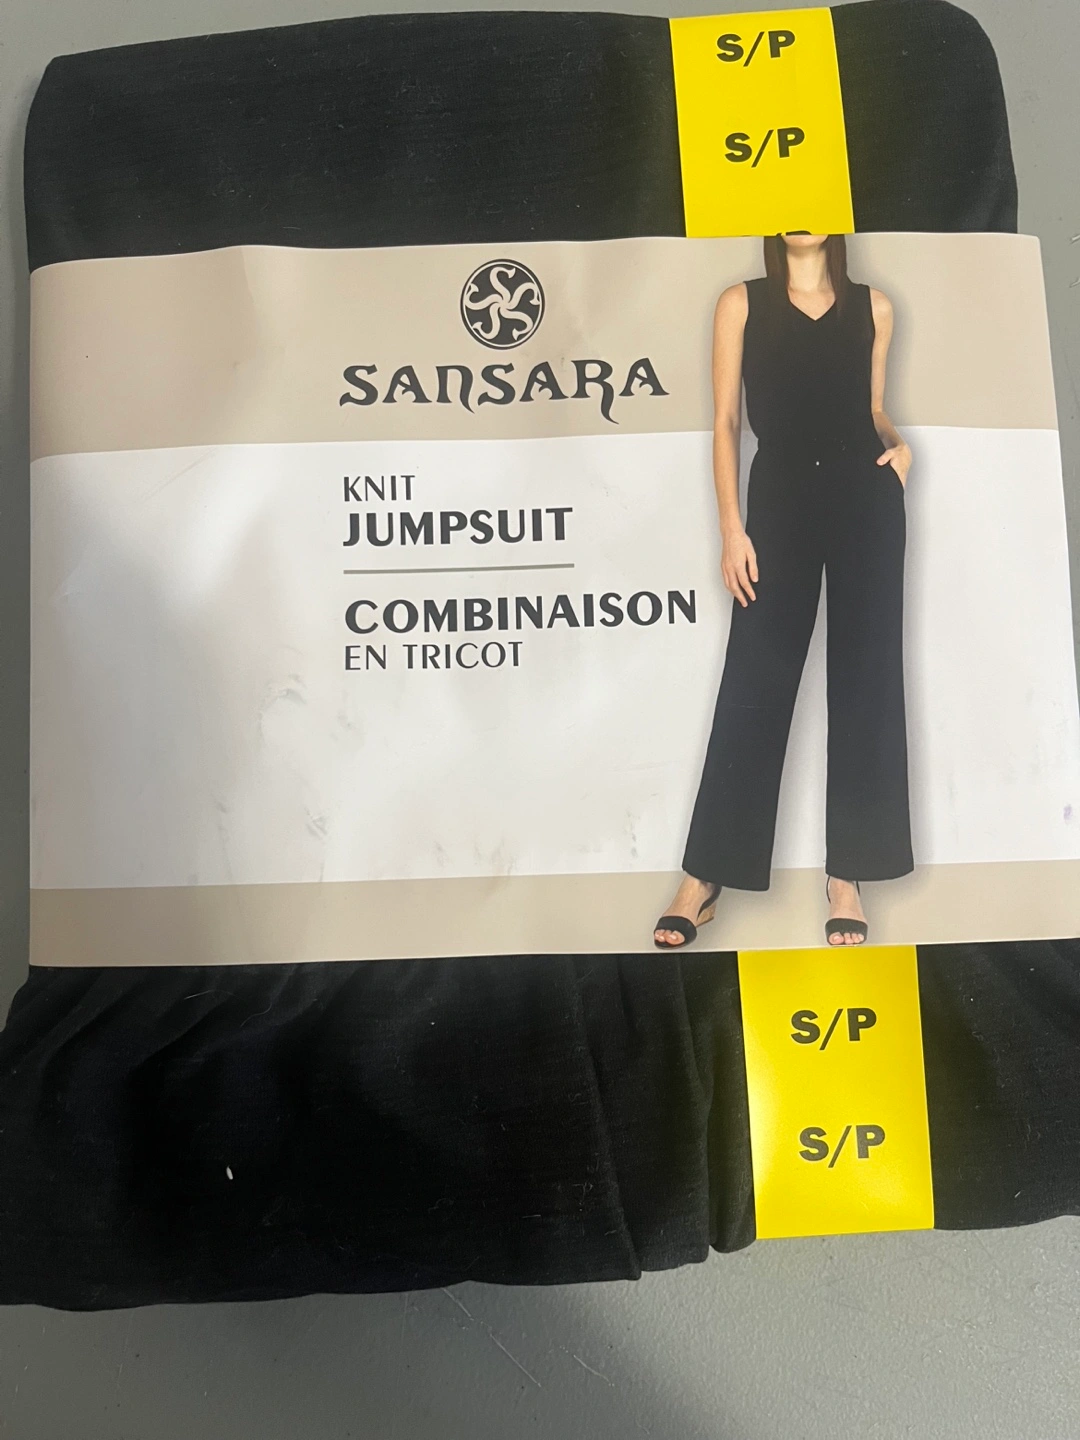 S/P
S/P
SANSARA
KNIT
JUMPSUIT
COMBINAISON
EN TRICOT
S/P
S/P